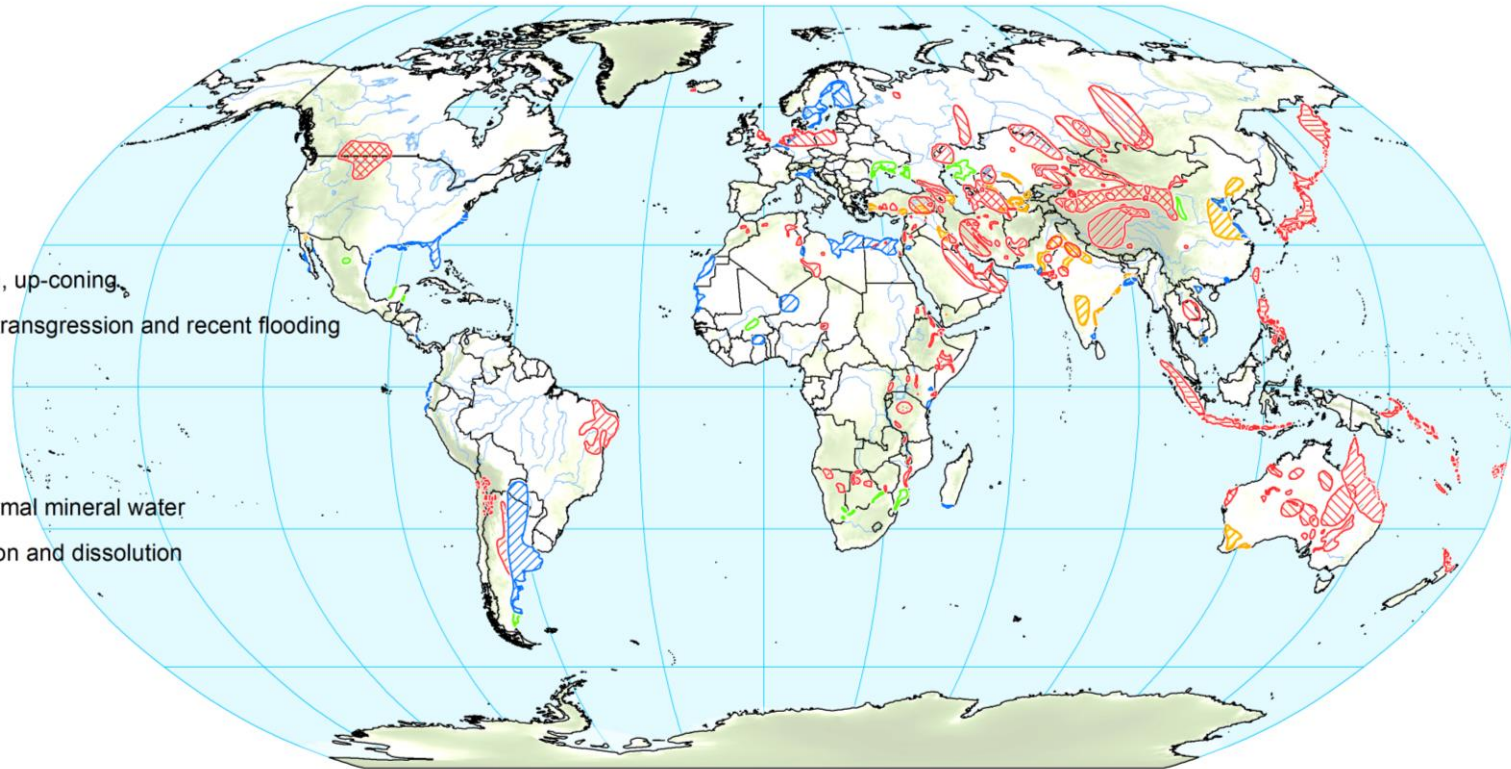 , up-coning
ransgression and recent flooding
mal mineral water
on and dissolution